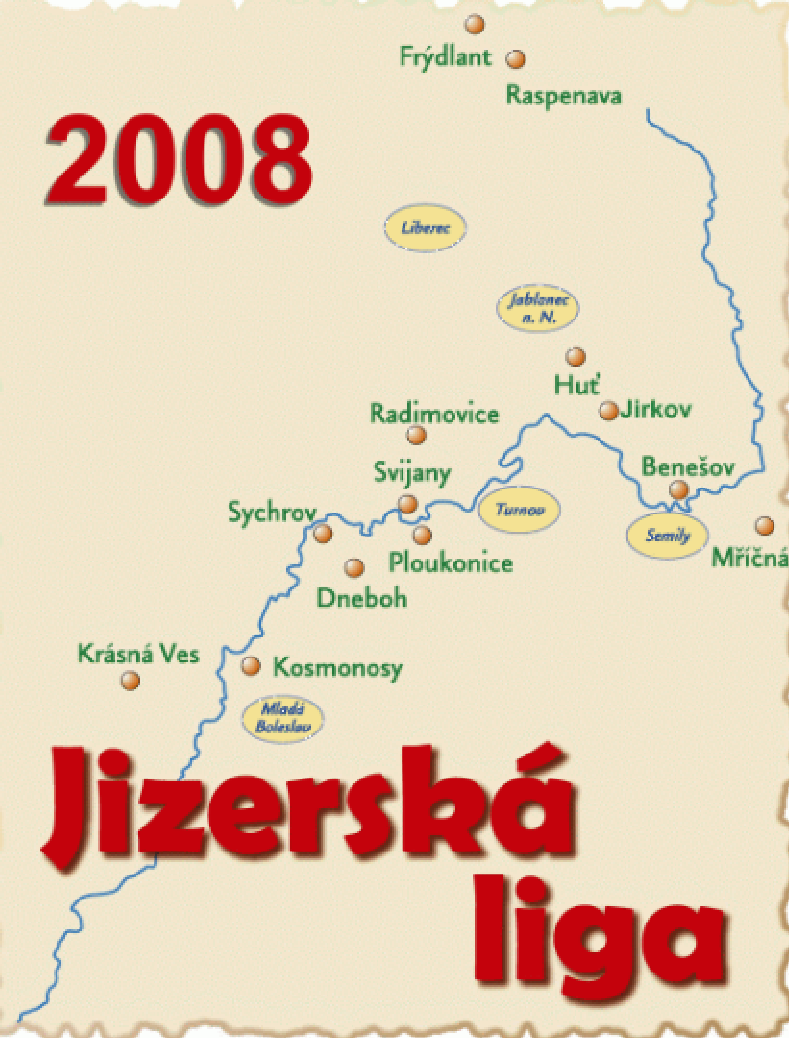 Frýdlant
Raspenava
2008
Liberec
Jablonec
n. N.
Huť
Jirkov
Radimovice
Benešov
Svijany
Sychrov
Turnov
Semily
Ploukonice
Mříčná
Dneboh
Krásná Ves
Kosmonosy
Mladá
Boleslav
Jizerská
liga